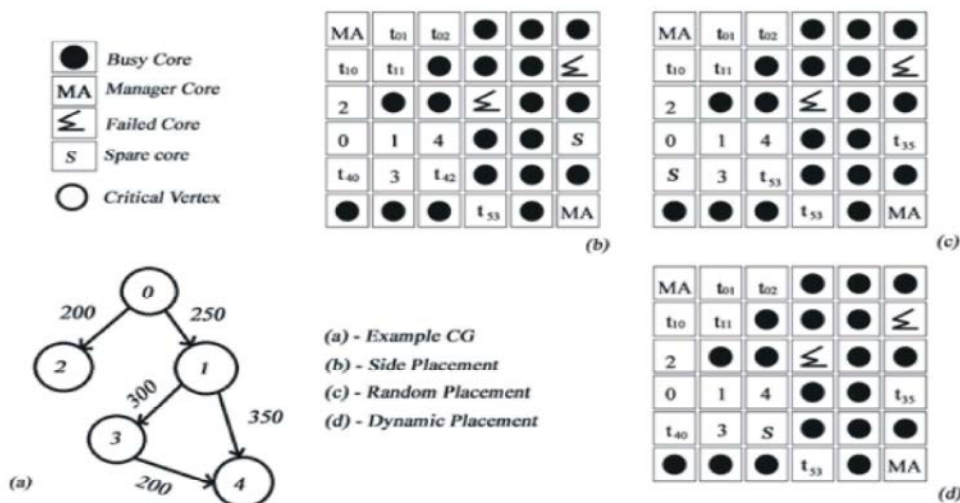 Busy Core
MA Manager Core
Failed Core
S Spare core
Critical Vertex
MA t01 t02
t10 t11
2
0 1 4 S
t40 3 t42
t53 MA
(b)
MA t01 t02
t10 t11
2
0 1 4 t35
S 3 t53
t53 MA
(c)
0
200 250
2 1
300 350
3
200 4
(a)
(a) - Example CG
(b) - Side Placement
(c) - Random Placement
(d) - Dynamic Placement
MA t01 t02
t10 t11
2
0 1 4 t35
t40 3 S
t53 MA
(d)